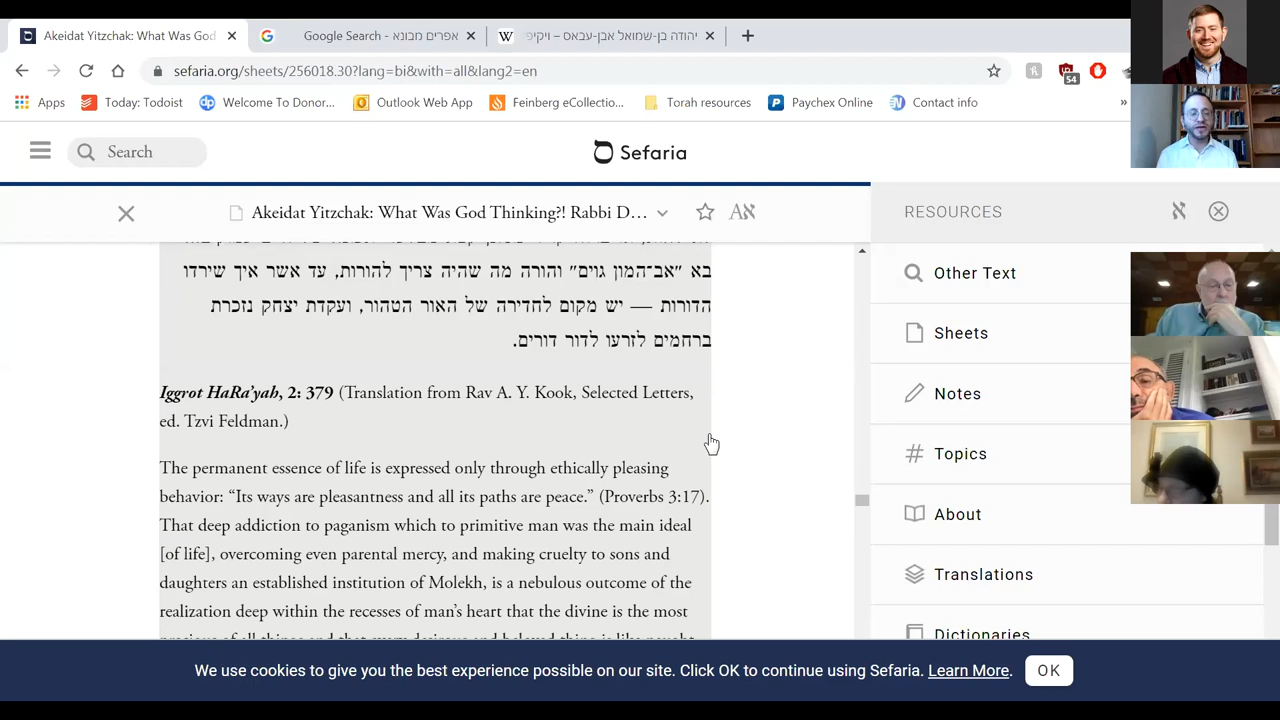 Akeidat Yitzchak: What Was God
אפרים מבונא - Google Search
יהודה בן-שמואל אבן-עבאס – ויקיפ
sefaria.org/sheets/256018.30?lang=bi&with=all&lang2=en
54
Apps
Today: Todoist
Welcome To Donor...
Outlook Web App
Feinberg eCollectio...
Torah resources
Paychex Online
Contact info
»
Search
Sefaria
Akeidat Yitzchak: What Was God Thinking?! Rabbi D...
RESOURCES
בא "אב־המון גוים" והורה מה שהיה צריך להורות, עד אשר איך שירדו
הדורות — יש מקום לחדירה של האור הטהור, ועקדת יצחק נזכרת
ברחמים לזרעו לדור דורים.
Iggrot HaRa'yah, 2: 379 (Translation from Rav A. Y. Kook, Selected Letters,
ed. Tzvi Feldman.)
The permanent essence of life is expressed only through ethically pleasing
behavior: “Its ways are pleasantness and all its paths are peace.” (Proverbs 3:17).
That deep addiction to paganism which to primitive man was the main ideal
[of life], overcoming even parental mercy, and making cruelty to sons and
daughters an established institution of Molekh, is a nebulous outcome of the
realization deep within the recesses of man’s heart that the divine is the most
Other Text
Sheets
Notes
Topics
About
Translations
Dictionaries
We use cookies to give you the best experience possible on our site. Click OK to continue using Sefaria. Learn More.
OK